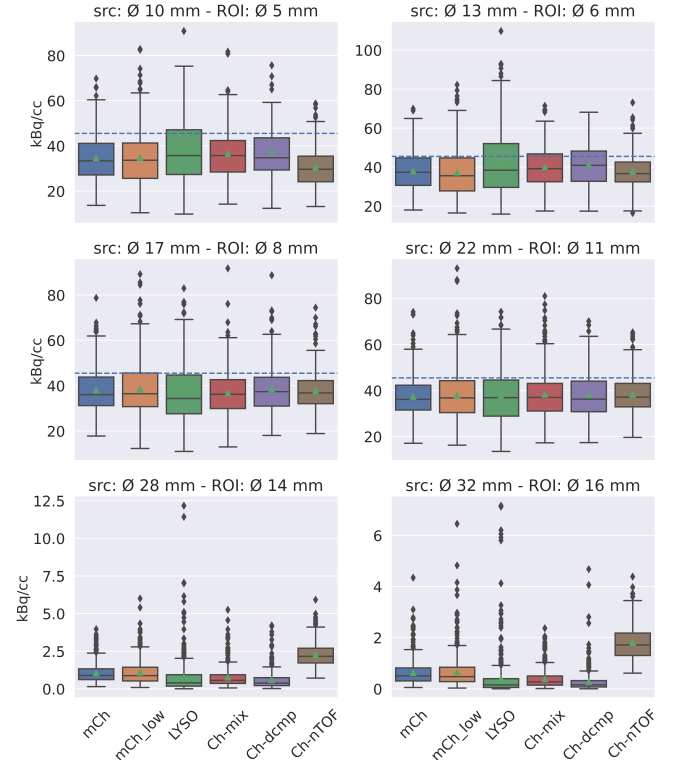 src: Ø 10 mm - ROI: Ø 5 mm
80
60
40
20
kBq/cc
src: Ø 13 mm - ROI: Ø 6 mm
100
80
60
40
20
src: Ø 17 mm - ROI: Ø 8 mm
80
60
40
20
kBq/cc
src: Ø 22 mm - ROI: Ø 11 mm
80
60
40
20
src: Ø 28 mm - ROI: Ø 14 mm
12.5
10.0
7.5
5.0
2.5
0.0
kBq/cc
src: Ø 32 mm - ROI: Ø 16 mm
6
4
2
0
mCh
mCh_low
LYSO
Ch-mix
Ch-dcmp
Ch-nTOF
mCh
mCh_low
LYSO
Ch-mix
Ch-dcmp
Ch-nTOF